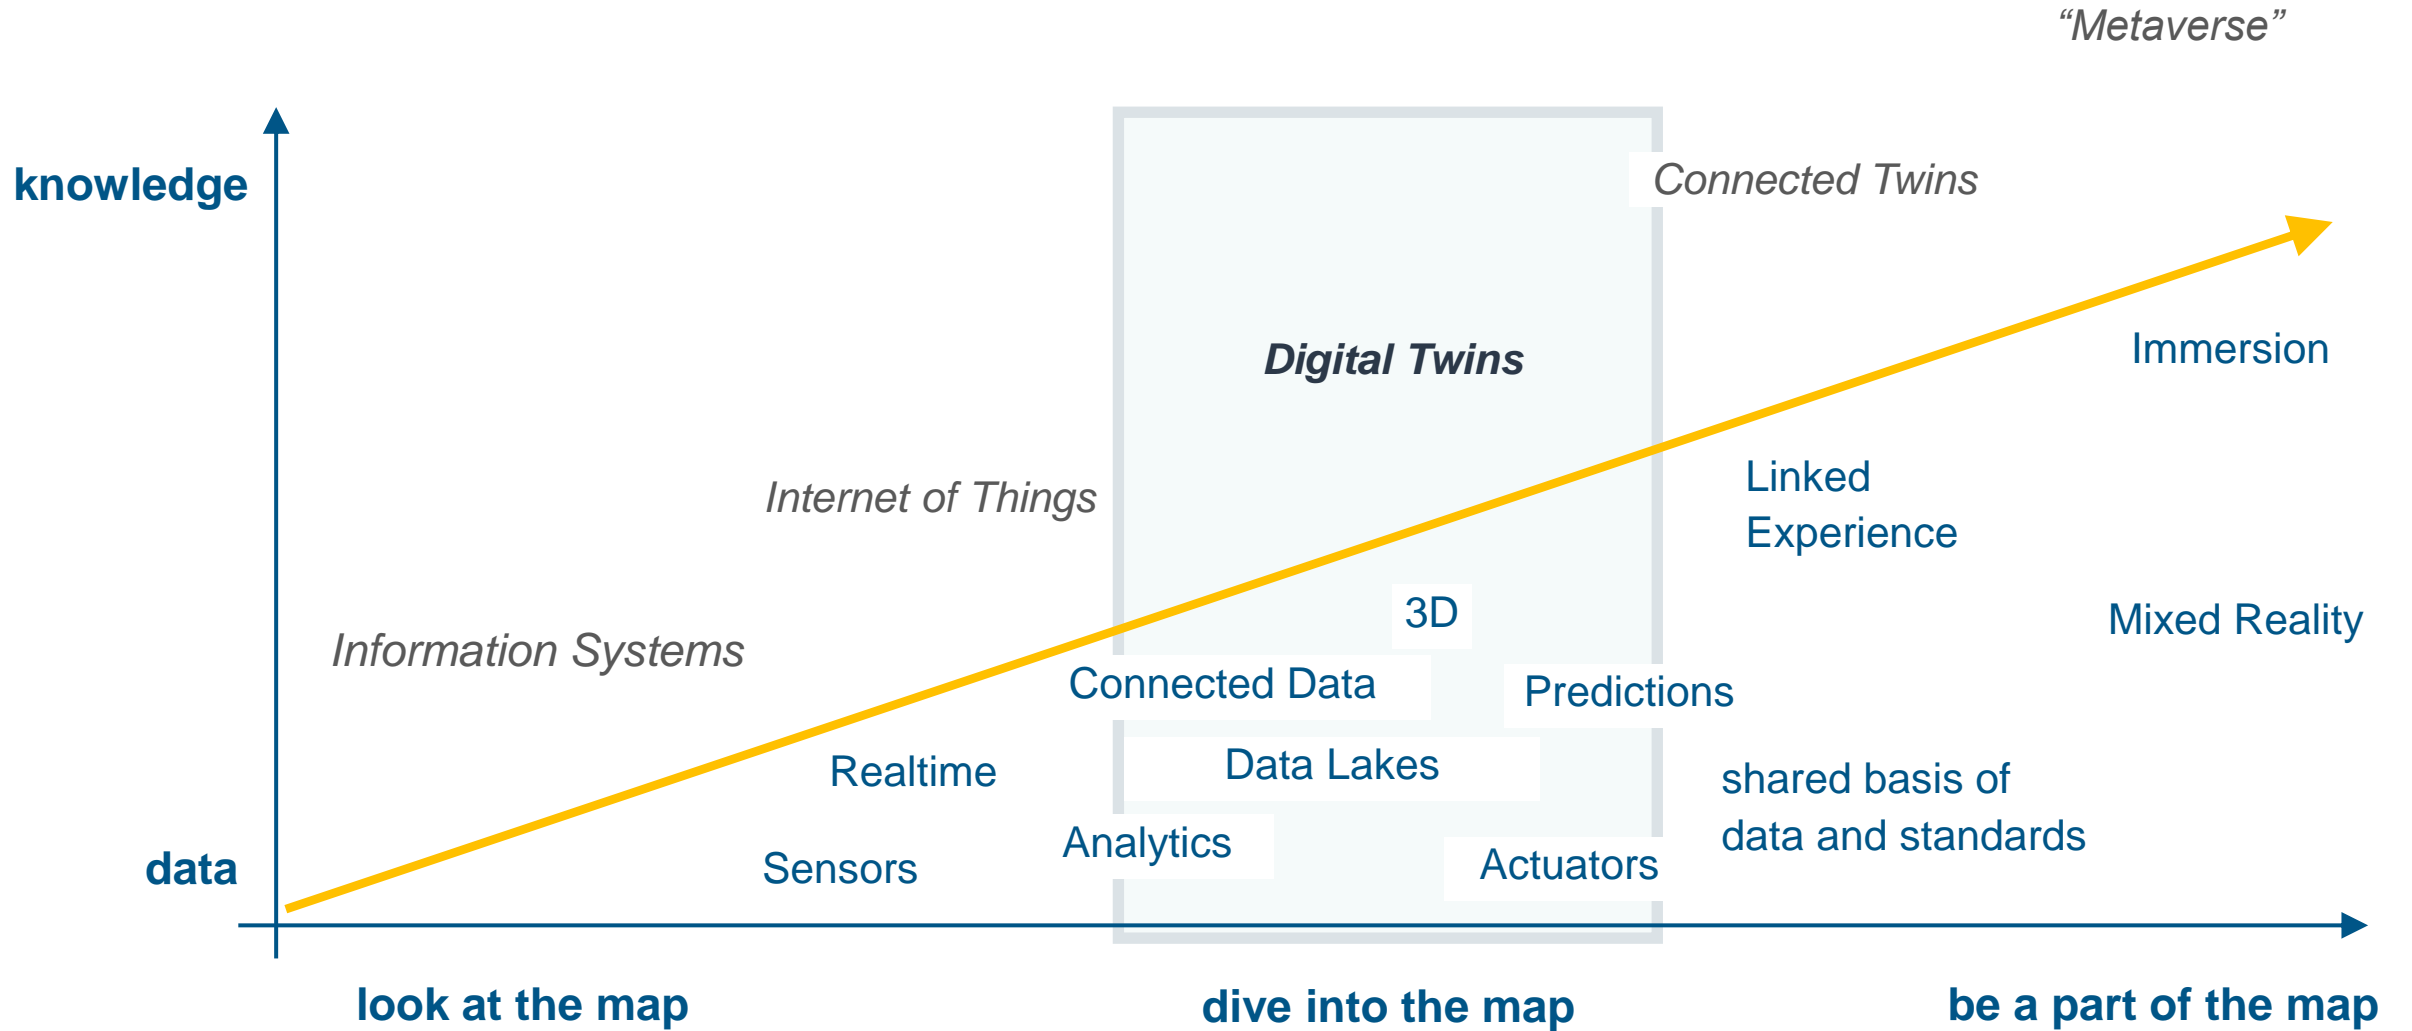 “Metaverse”
knowledge
Connected Twins
Digital Twins
Immersion
Internet of Things
Linked
Experience
Information Systems
3D
Mixed Reality
Connected Data
Predictions
Realtime
Data Lakes
shared basis of
data and standards
data
Sensors
Analytics
Actuators
look at the map
dive into the map
be a part of the map